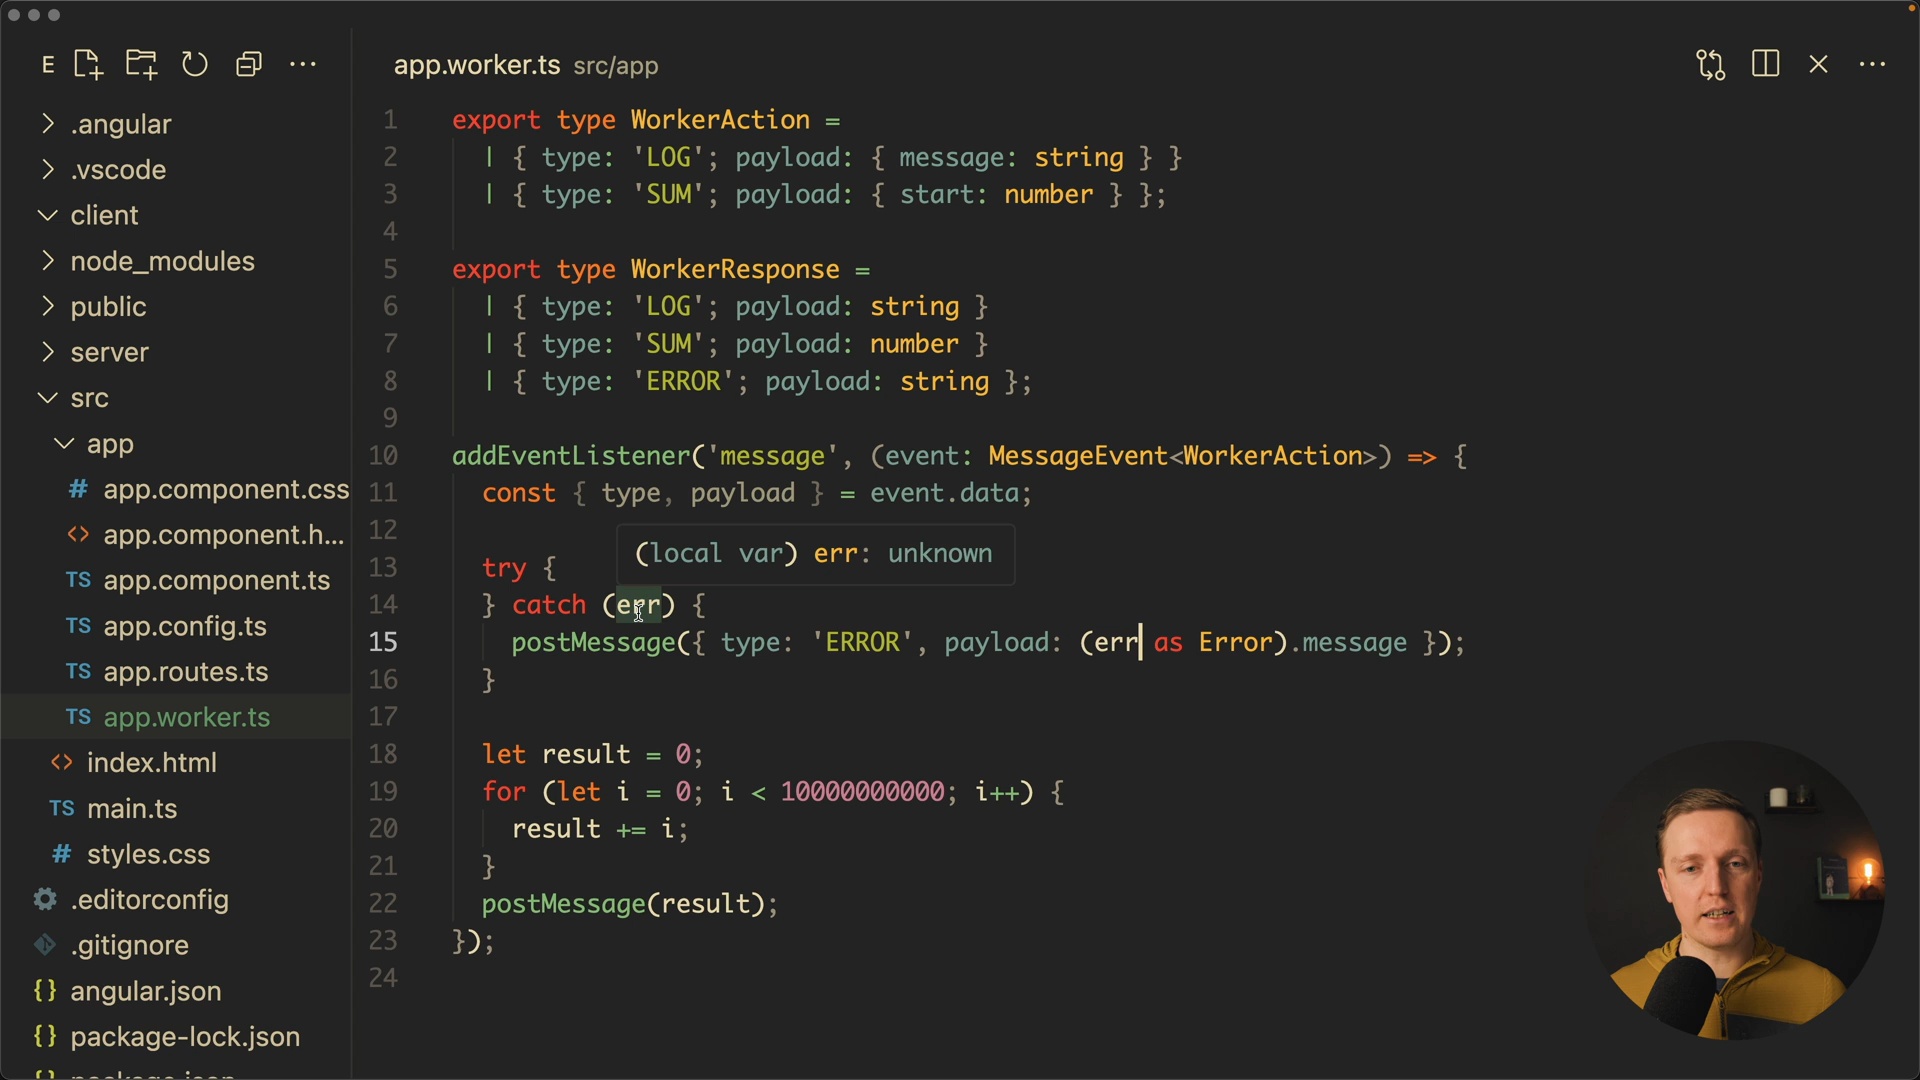 E
.angular
.vscode
client
node_modules
public
server
src
app
# app.component.css
<> app.component.h...
TS app.component.ts
TS app.config.ts
TS app.routes.ts
TS app.worker.ts
<> index.html
TS main.ts
# styles.css
.editorconfig
.gitignore
{} angular.json
{} package-lock.json
app.worker.ts src/app
1 export type WorkerAction =
2 | { type: 'LOG'; payload: { message: string } }
3 | { type: 'SUM'; payload: { start: number } };
4
5 export type WorkerResponse =
6 | { type: 'LOG'; payload: string }
7 | { type: 'SUM'; payload: number }
8 | { type: 'ERROR'; payload: string };
9
10 addEventListener('message', (event: MessageEvent<WorkerAction>) => {
11 const { type, payload } = event.data;
12
(local var) err: unknown
13 try {
14 } catch (err) {
15 postMessage({ type: 'ERROR', payload: (err as Error).message });
16 }
17
18 let result = 0;
19 for (let i = 0; i < 10000000000; i++) {
20 result += i;
21 }
22 postMessage(result);
23 });
24